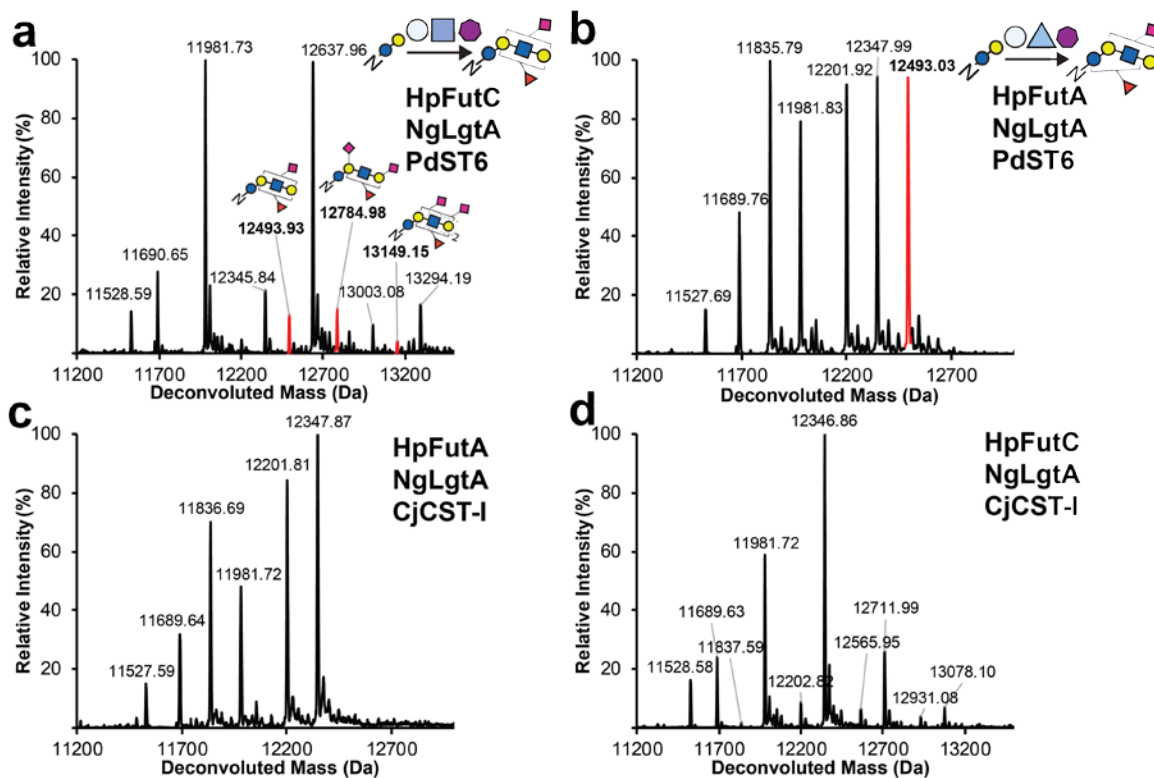 a
11981.73
12637.96
100
80
60
40
20
Relative Intensity (%)
N
N
HpFutC
NgLgtA
PdST6
N
N
N
2
12493.93
12784.98
13149.15
11528.59
11690.65
12345.84
13003.08
13294.19
11200
11700
12200
12700
13200
Deconvoluted Mass (Da)
b
11835.79
12347.99
12493.03
100
80
60
40
20
Relative Intensity (%)
N
N
HpFutA
NgLgtA
PdST6
12201.92
11981.83
11689.76
11527.69
11200
11700
12200
12700
Deconvoluted Mass (Da)
c
12347.87
100
80
60
40
20
Relative Intensity (%)
HpFutA
NgLgtA
CjCST-I
12201.81
11836.69
11981.72
11689.64
11527.59
11200
11700
12200
12700
Deconvoluted Mass (Da)
d
12346.86
100
80
60
40
20
Relative Intensity (%)
HpFutC
NgLgtA
CjCST-I
11981.72
12711.99
11689.63
11837.59
12565.95
11528.58
12202.82
12931.08
13078.10
11200
11700
12200
12700
13200
Deconvoluted Mass (Da)